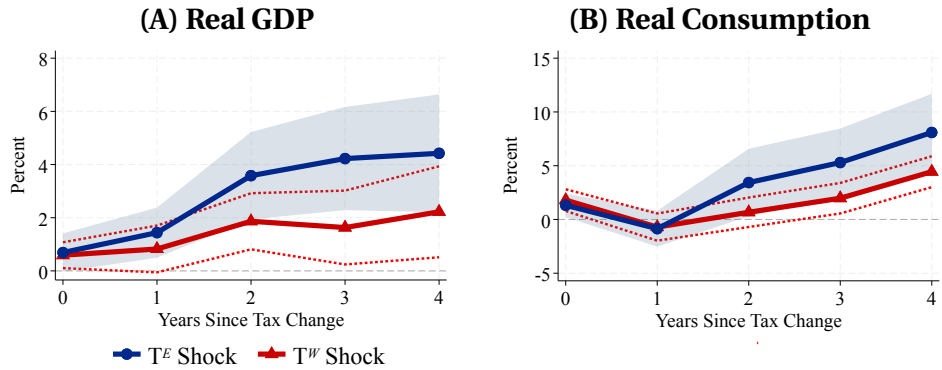 (A) Real GDP
8
6
4
2
0
Percent
0 1 2 3 4
Years Since Tax Change
(B) Real Consumption
15
10
5
0
-5
Percent
0 1 2 3 4
Years Since Tax Change
T^E Shock T^W Shock